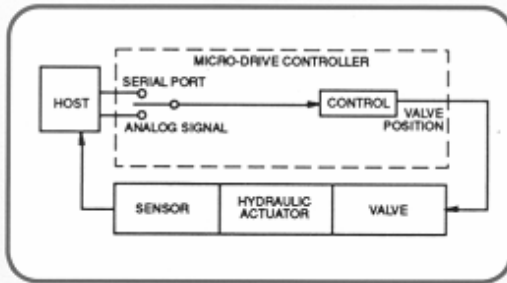 MICRO-DRIVE CONTROLLER
SERIAL PORT
HOST
CONTROL
ANALOG SIGNAL
VALVE
POSITION
SENSOR
HYDRAULIC
ACTUATOR
VALVE